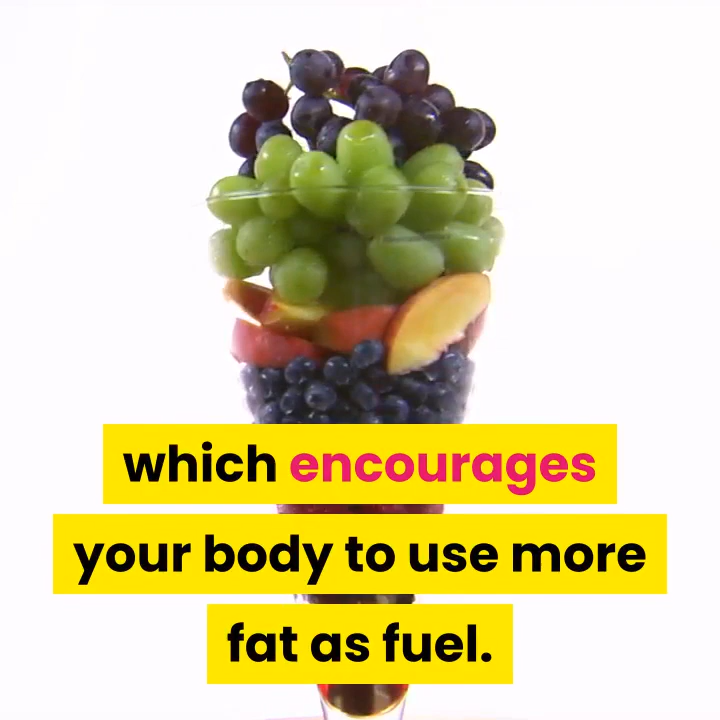 which encourages
your body to use more
fat as fuel.